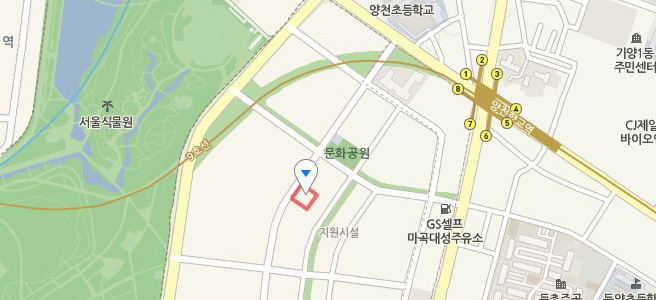 양천초등학교
역
기양1동
주민센터
2
1
3
8
양천향교역
4
서울식물원
7
5
6
CJ제일
바이오
9호선
문화공원
GS셀프
마곡대성주유소
지원시설